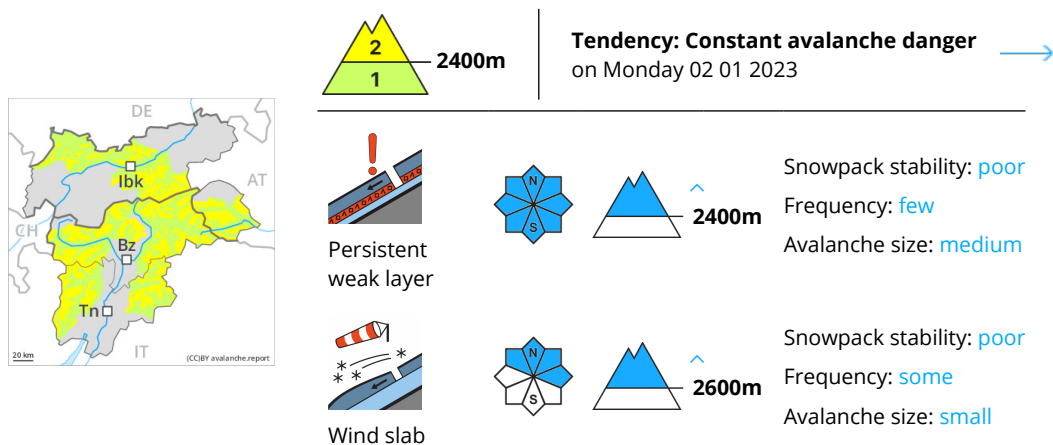 2
1
2400m
Tendency: Constant avalanche danger
on Monday 02 01 2023
DE
Ibk
AT
CH
Bz
Tn
IT
20 km
(CC)BY avalanche.report
Persistent
weak layer
N
S
2400m
Snowpack stability: poor
Frequency: few
Avalanche size: medium
Wind slab
N
S
2600m
Snowpack stability: poor
Frequency: some
Avalanche size: small